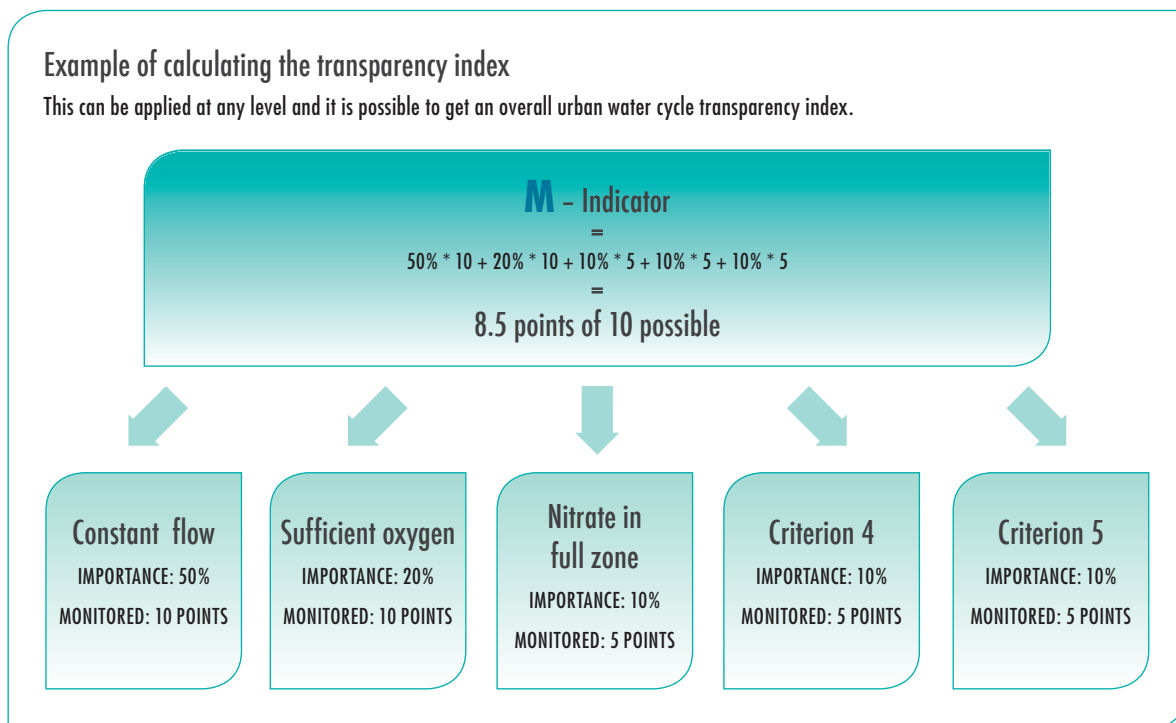 Example of calculating the transparency index
This can be applied at any level and it is possible to get an overall urban water cycle transparency index.
M – Indicator
=
50% * 10 + 20% * 10 + 10% * 5 + 10% * 5 + 10% * 5
=
8.5 points of 10 possible
Constant flow
IMPORTANCE: 50%
MONITORED: 10 POINTS
Sufficient oxygen
IMPORTANCE: 20%
MONITORED: 10 POINTS
Nitrate in
full zone
IMPORTANCE: 10%
MONITORED: 5 POINTS
Criterion 4
IMPORTANCE: 10%
MONITORED: 5 POINTS
Criterion 5
IMPORTANCE: 10%
MONITORED: 5 POINTS